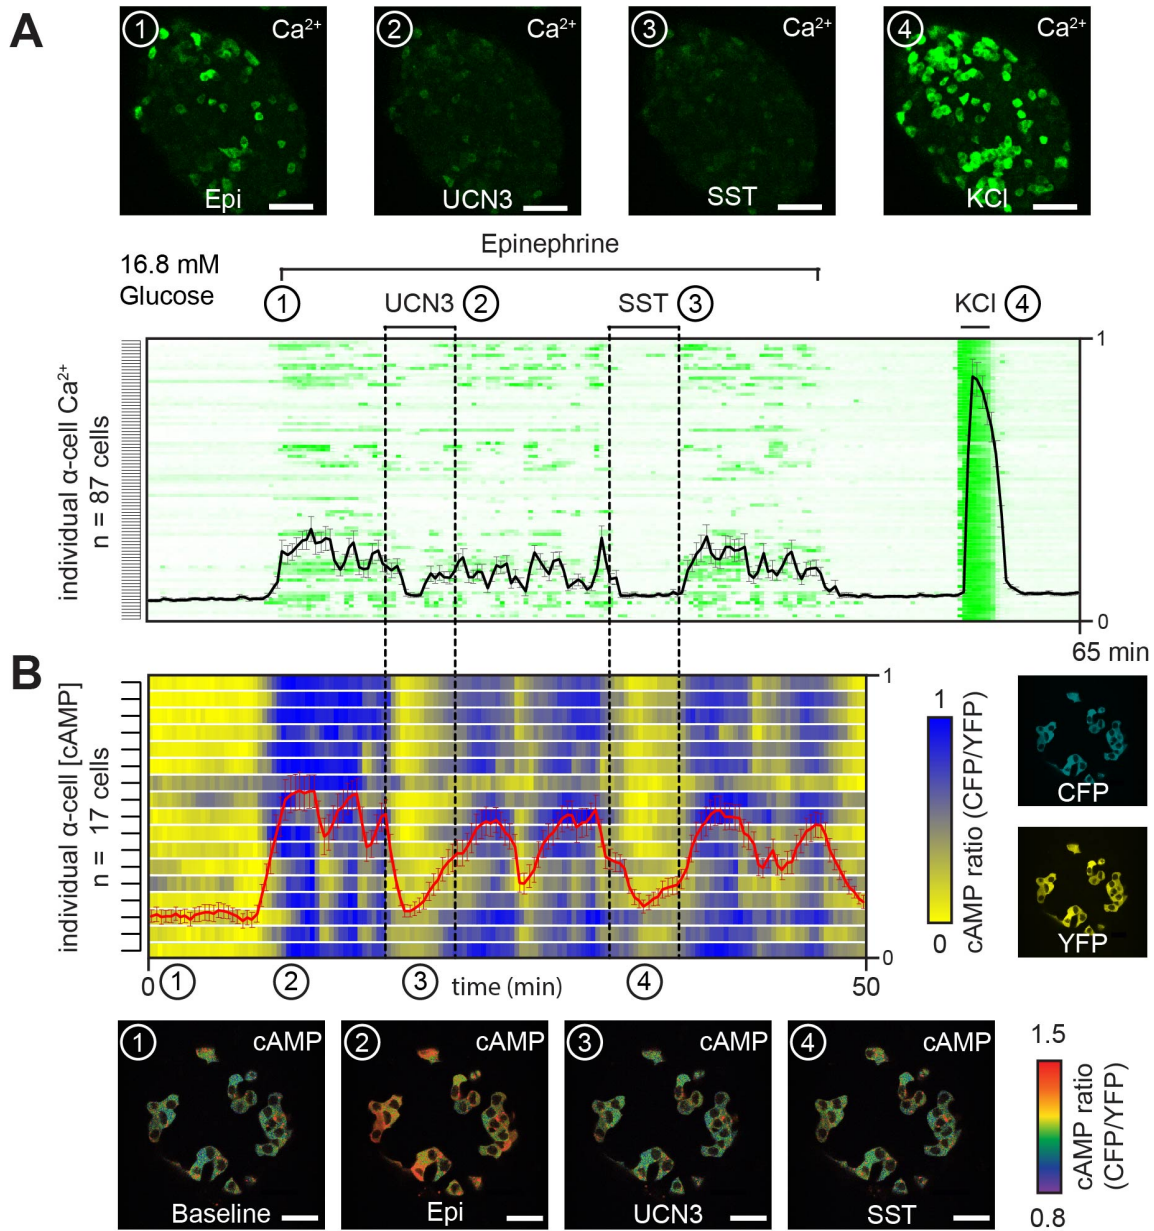 A
1 Ca2+
Epi
2 Ca2+
UCN3
3 Ca2+
SST
4 Ca2+
KCl
Epinephrine
16.8 mM
Glucose
1
UCN3 2
SST 3
KCl 4
individual α-cell Ca2+
n = 87 cells
1
0
65 min
B
individual α-cell [cAMP]
n = 17 cells
1
0
0 1 2 3 time (min) 4 50
1
0
cAMP ratio (CFP/YFP)
CFP
YFP
1 cAMP
Baseline
2 cAMP
Epi
3 cAMP
UCN3
4 cAMP
SST
1.5
cAMP ratio
(CFP/YFP)
0.8